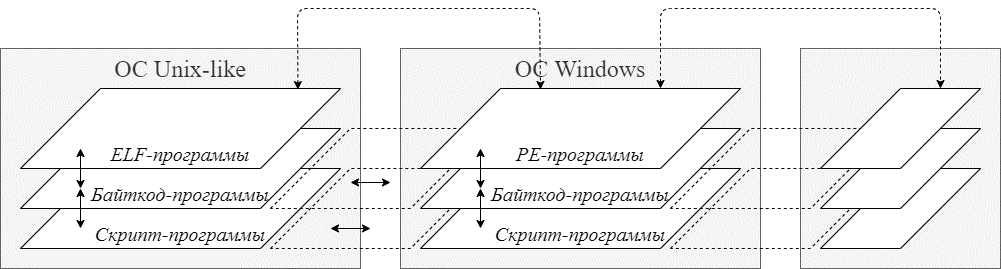 ОС Unix-like
ELF-программы
Байткод-программы
Скрипт-программы
ОС Windows
PE-программы
Байткод-программы
Скрипт-программы